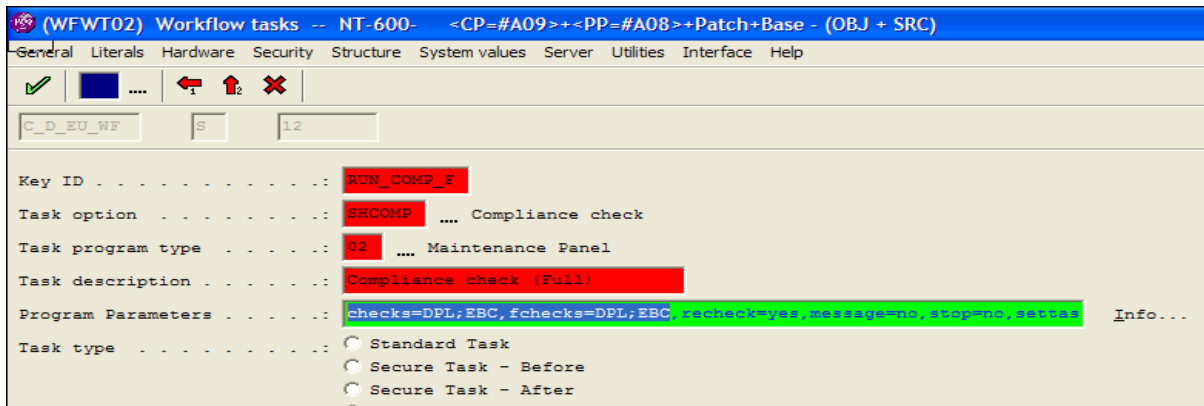 (WFWT02) Workflow tasks -- NT-600- <CP=#A09>+<PP=#A08>+Patch+Base - (OBJ + SRC)
General Literals Hardware Security Structure System values Server Utilities Interface Help
.... 1 2
C_D_EU_WF S 12
Key ID . . . . . . . . . . .: RUN_COMP_F
Task option . . . . . . . .: SHCOMP .... Compliance check
Task program type . . . . .: 02 .... Maintenance Panel
Task description . . . . . .: Compliance check (Full)
Program Parameters . . . . .: checks=DPL;EBC,fchecks=DPL;EBC,recheck=yes,message=no,stop=no,settas Info...
Task type . . . . . . . . .: Standard Task
Secure Task - Before
Secure Task - After